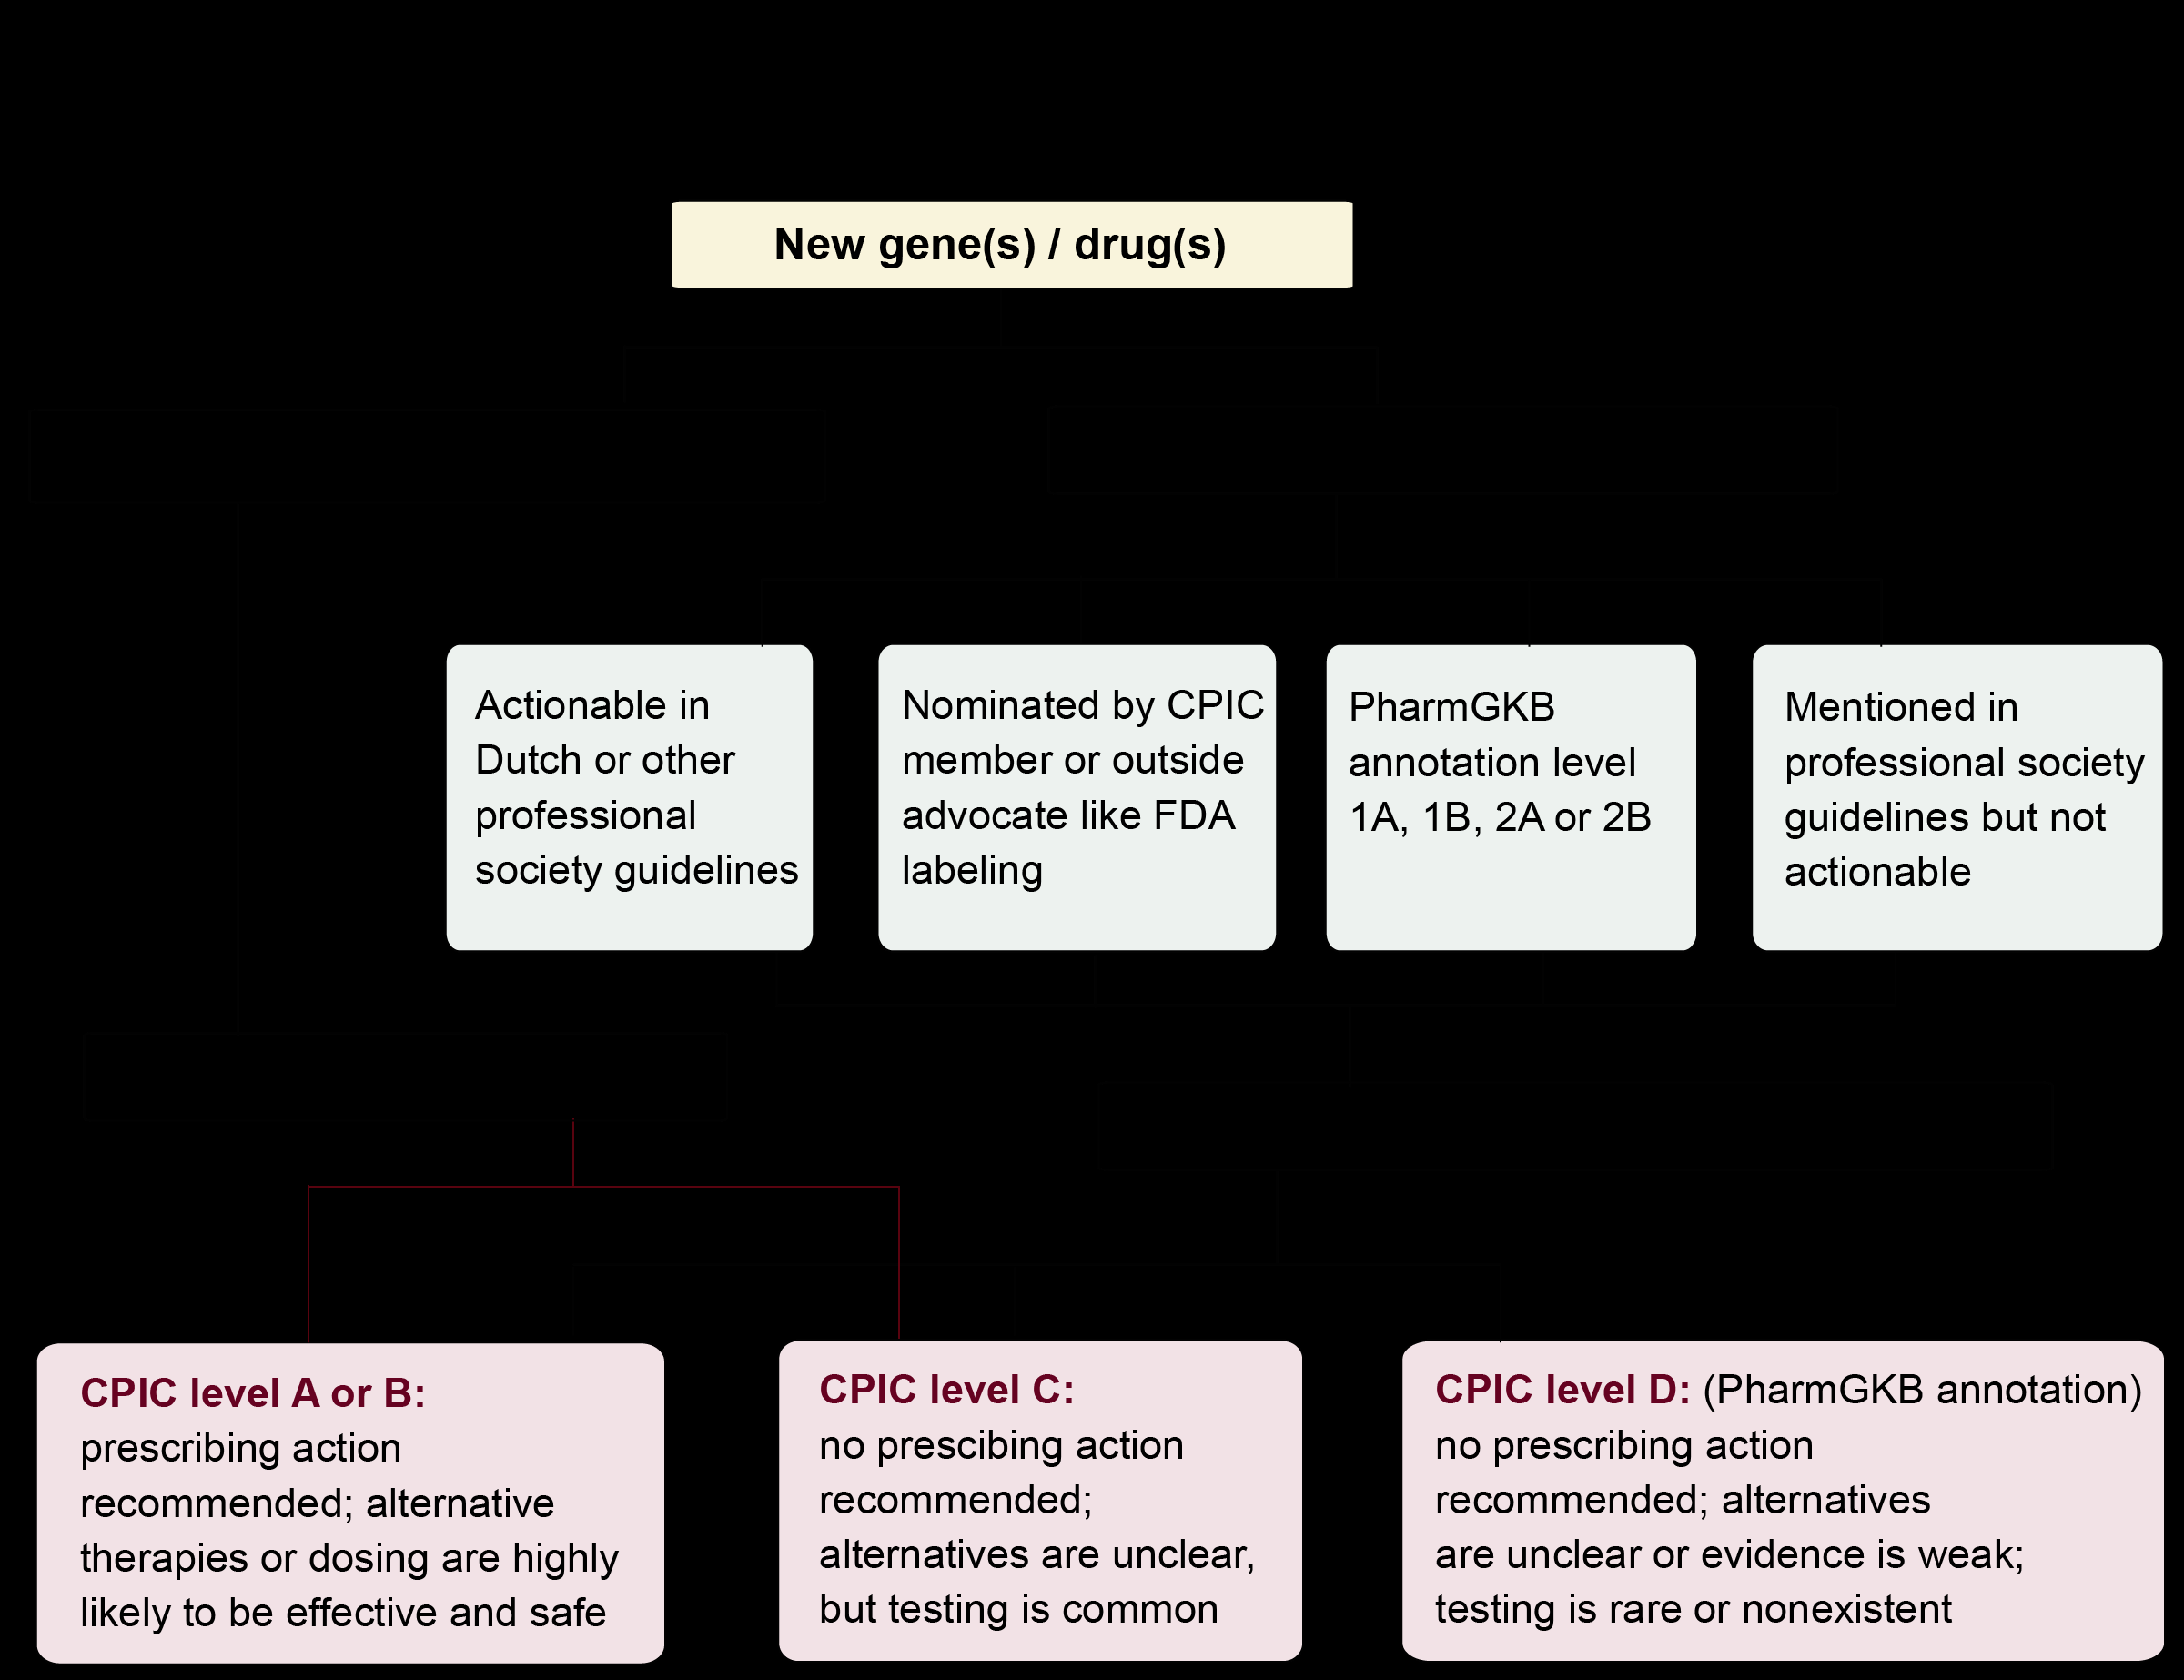 New gene(s) / drug(s)
Actionable in
Dutch or other
professional
society guidelines
Nominated by CPIC
member or outside
advocate like FDA
labeling
PharmGKB
annotation level
1A, 1B, 2A or 2B
Mentioned in
professional society
guidelines but not
actionable
CPIC level A or B:
prescribing action
recommended; alternative
therapies or dosing are highly
likely to be effective and safe
CPIC level C:
no prescibing action
recommended;
alternatives are unclear,
but testing is common
CPIC level D: (PharmGKB annotation)
no prescribing action
recommended; alternatives
are unclear or evidence is weak;
testing is rare or nonexistent